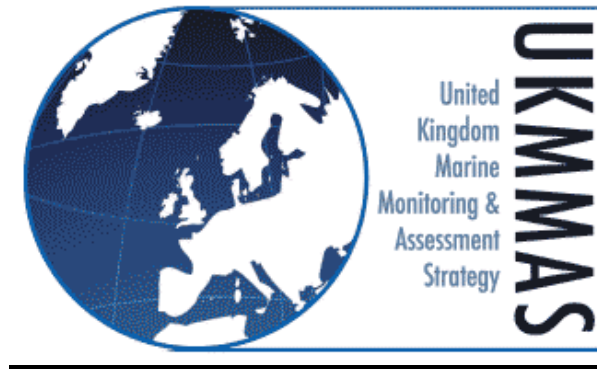 United
Kingdom
Marine
Monitoring &
Assessment
Strategy
UKMMAS